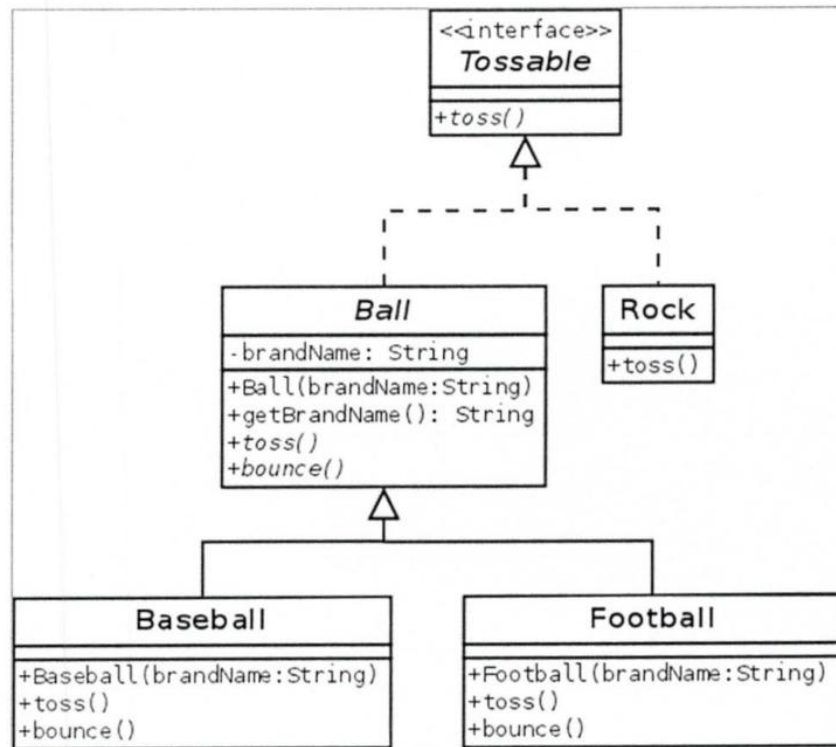 <<interface>>
Tossable
+toss()
Ball
-brandName: String
+Ball(brandName:String)
+getBrandName(): String
+toss()
+bounce()
Rock
+toss()
Baseball
+Baseball(brandName:String)
+toss()
+bounce()
Football
+Football(brandName:String)
+toss()
+bounce()